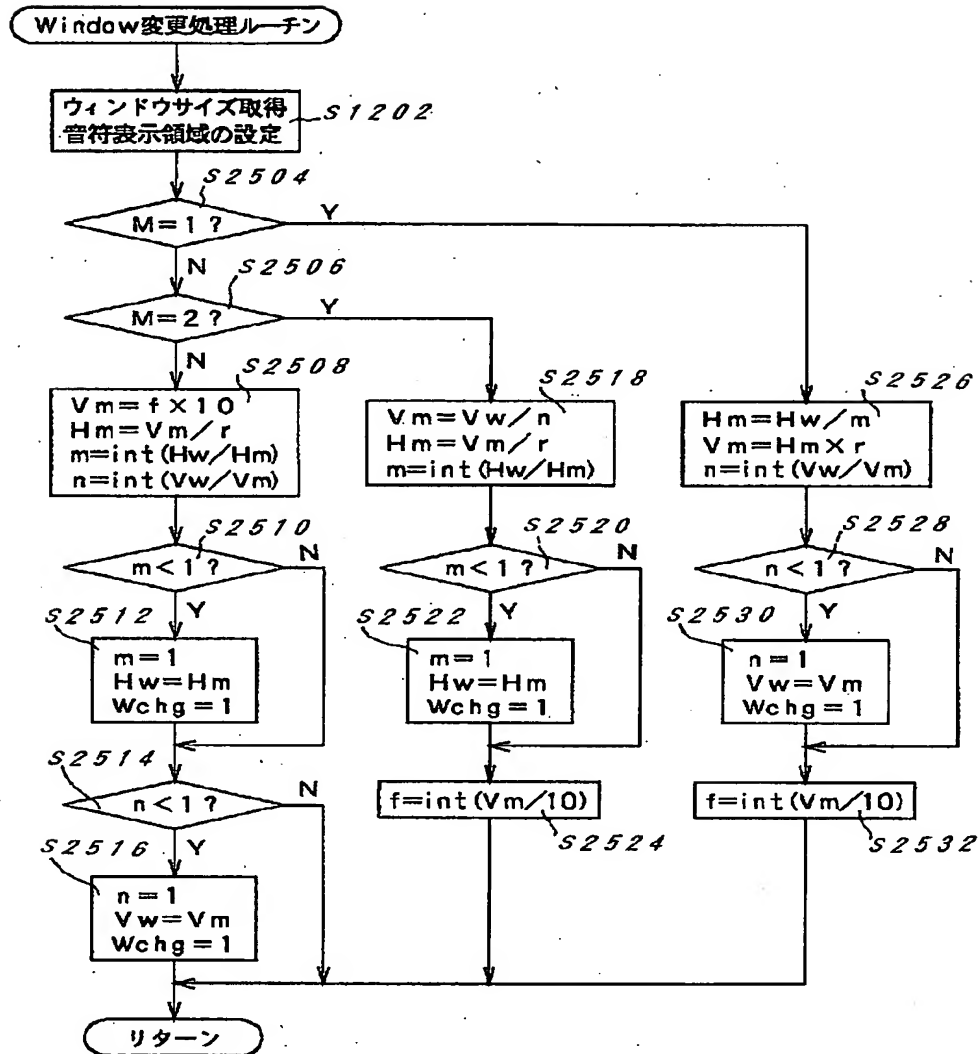 Window変更処理ルーチン
ウィンドウサイズ取得
音符表示領域の設定
S1202
S2504
M=1?
Y
N
S2506
M=2?
Y
N
S2508
Vm=f×10
Hm=Vm/r
m=int(Hw/Hm)
n=int(Vw/Vm)
S2518
Vm=Vw/n
Hm=Vm/r
m=int(Hw/Hm)
S2526
Hm=Hw/m
Vm=Hm×r
n=int(Vw/Vm)
S2510
m<1?
N
Y
S2520
m<1?
N
Y
S2528
n<1?
N
Y
S2512
m=1
Hw=Hm
Wchg=1
S2522
m=1
Hw=Hm
Wchg=1
S2530
n=1
Vw=Vm
Wchg=1
S2514
n<1?
N
Y
f=int(Vm/10)
S2524
f=int(Vm/10)
S2532
S2516
n=1
Vw=Vm
Wchg=1
リターン